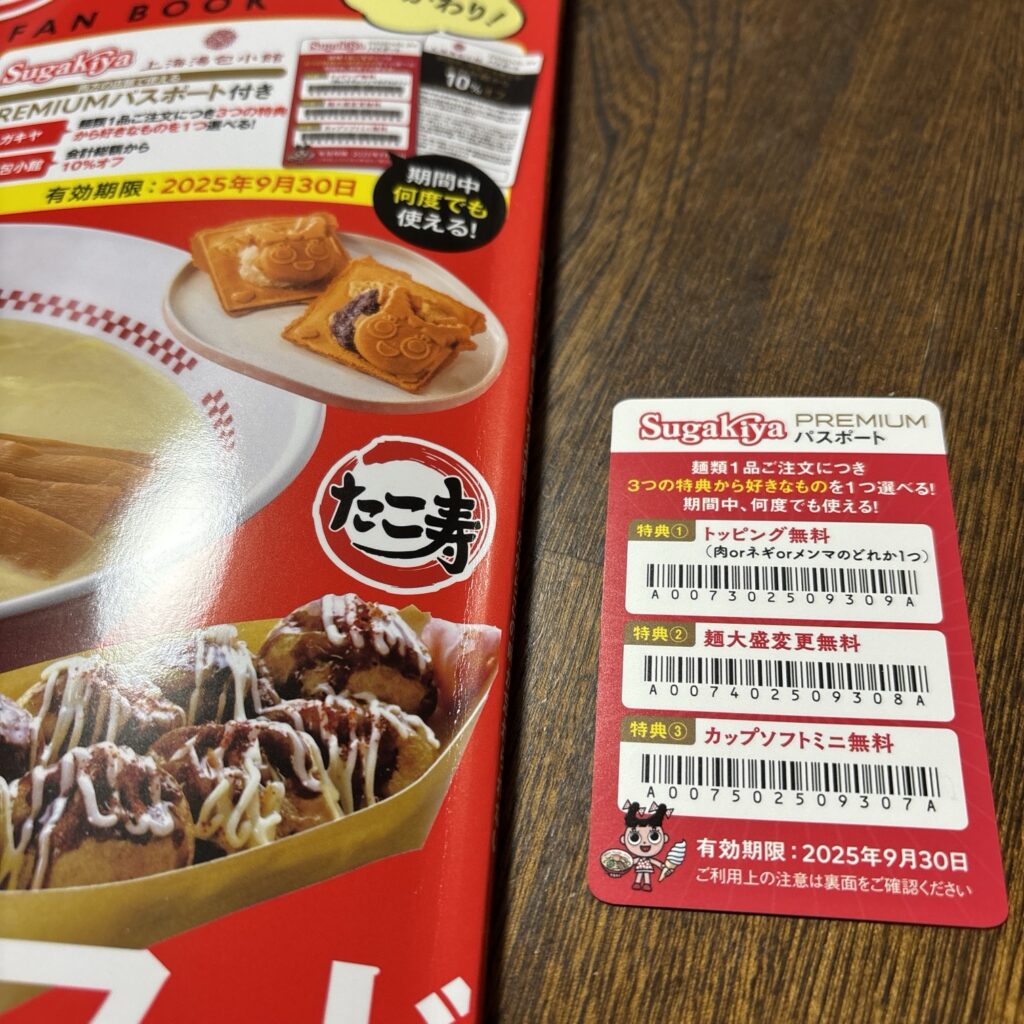 FAN BOOK
わり!
Sugakiya 上海湯包小館
PREMIUMパスポート付き
ガキヤ
麺類1品ご注文につき3つの特典
から好きなものを1つ選べる!
包小館
会計総額から
10%オフ
10%オフ
有効期限:2025年9月30日
期間中
何度でも
使える!
たこ寿
Sugakiya PREMIUM
パスポート
麺類1品ご注文につき
3つの特典から好きなものを1つ選べる!
期間中、何度でも使える!
特典① トッピング無料
(肉orネギorメンマのどれか1つ)
A007302509309A
特典② 麺大盛変更無料
A007402509308A
特典③ カップソフトミニ無料
A007502509307A
有効期限:2025年9月30日
ご利用上の注意は裏面をご確認ください